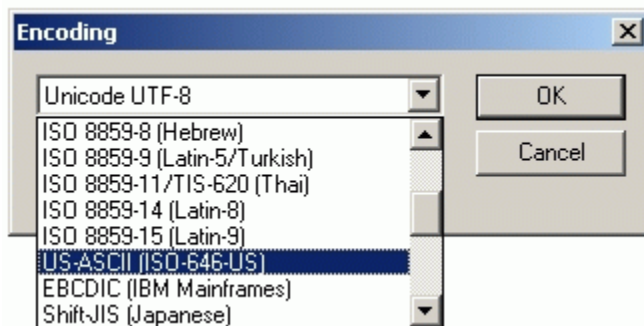 Encoding
Unicode UTF-8
OK
Cancel
ISO 8859-8 (Hebrew)
ISO 8859-9 (Latin-5/Turkish)
ISO 8859-11/TIS-620 (Thai)
ISO 8859-14 (Latin-8)
ISO 8859-15 (Latin-9)
US-ASCII (ISO-646-US)
EBCDIC (IBM Mainframes)
Shift-JIS (Japanese)